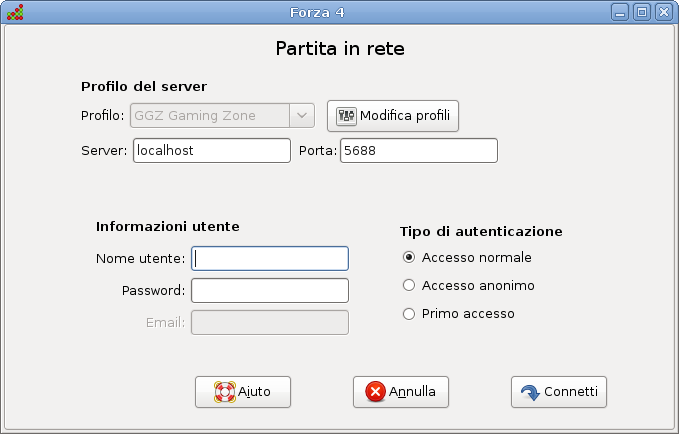 Forza 4
Partita in rete
Profilo del server
Profilo: GGZ Gaming Zone Modifica profili
Server: localhost Porta: 5688
Informazioni utente
Nome utente:
Password:
Email:
Tipo di autenticazione
Accesso normale
Accesso anonimo
Primo accesso
Aiuto Annulla Connetti